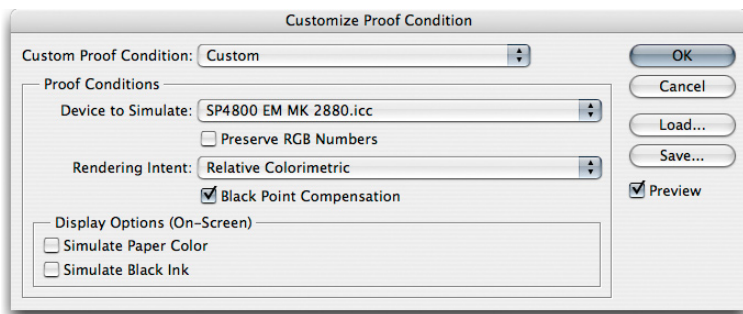 Customize Proof Condition
Custom Proof Condition: Custom
OK
Proof Conditions
Cancel
Device to Simulate: SP4800 EM MK 2880.icc
Load...
Preserve RGB Numbers
Save...
Rendering Intent: Relative Colorimetric
Preview
Black Point Compensation
Display Options (On-Screen)
Simulate Paper Color
Simulate Black Ink